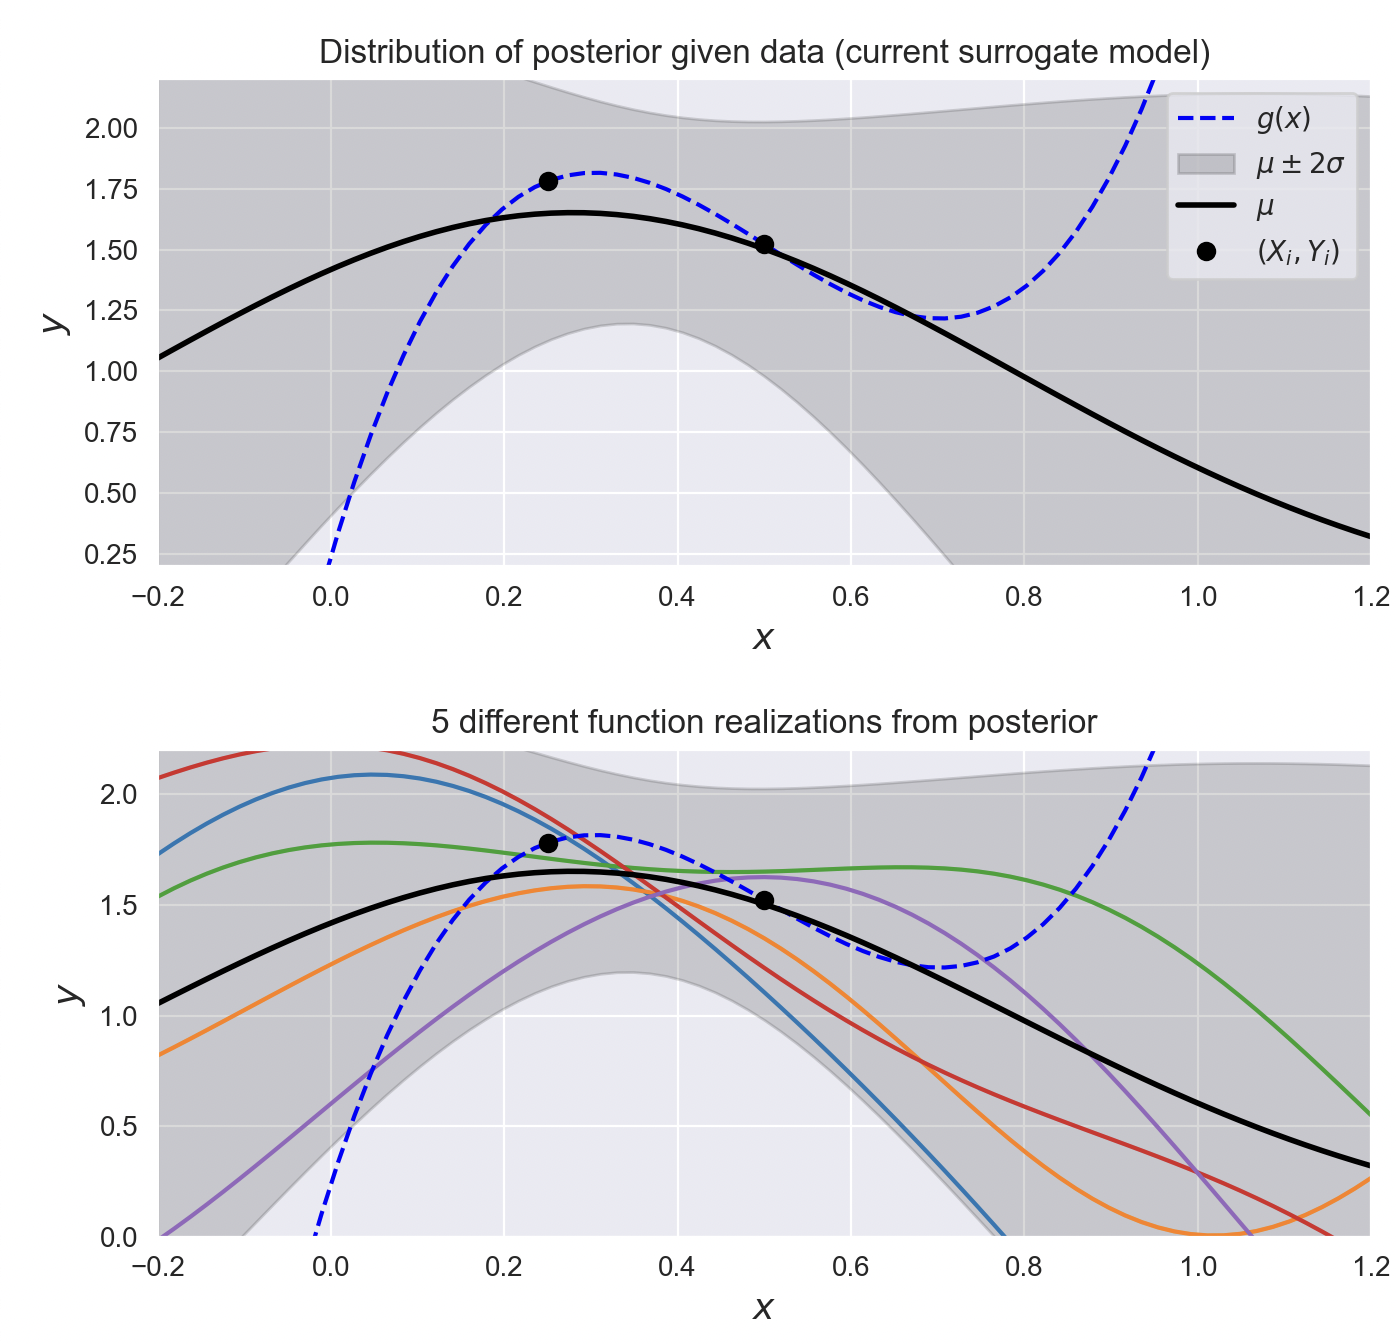 Distribution of posterior given data (current surrogate model)
y
2.00
1.75
1.50
1.25
1.00
0.75
0.50
0.25
g(x)
μ ± 2σ
μ
(Xᵢ, Yᵢ)
−0.2 0.0 0.2 0.4 0.6 0.8 1.0 1.2
x
5 different function realizations from posterior
y
2.0
1.5
1.0
0.5
0.0
−0.2 0.0 0.2 0.4 0.6 0.8 1.0 1.2
x